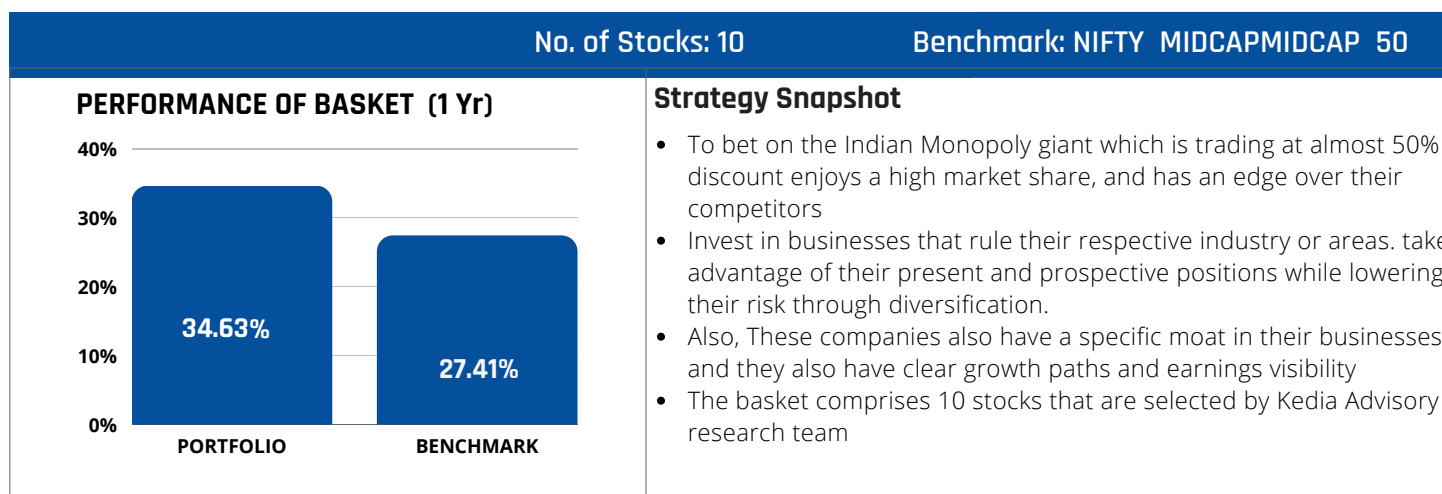 No. of Stocks: 10
Benchmark: NIFTY MIDCAPMIDCAP 50
PERFORMANCE OF BASKET (1 Yr)
40%
30%
20%
10%
0%
34.63%
27.41%
PORTFOLIO
BENCHMARK
Strategy Snapshot
• To bet on the Indian Monopoly giant which is trading at almost 50%
discount enjoys a high market share, and has an edge over their
competitors
• Invest in businesses that rule their respective industry or areas. take
advantage of their present and prospective positions while lowering
their risk through diversification.
• Also, These companies also have a specific moat in their businesses
and they also have clear growth paths and earnings visibility
• The basket comprises 10 stocks that are selected by Kedia Advisory
research team